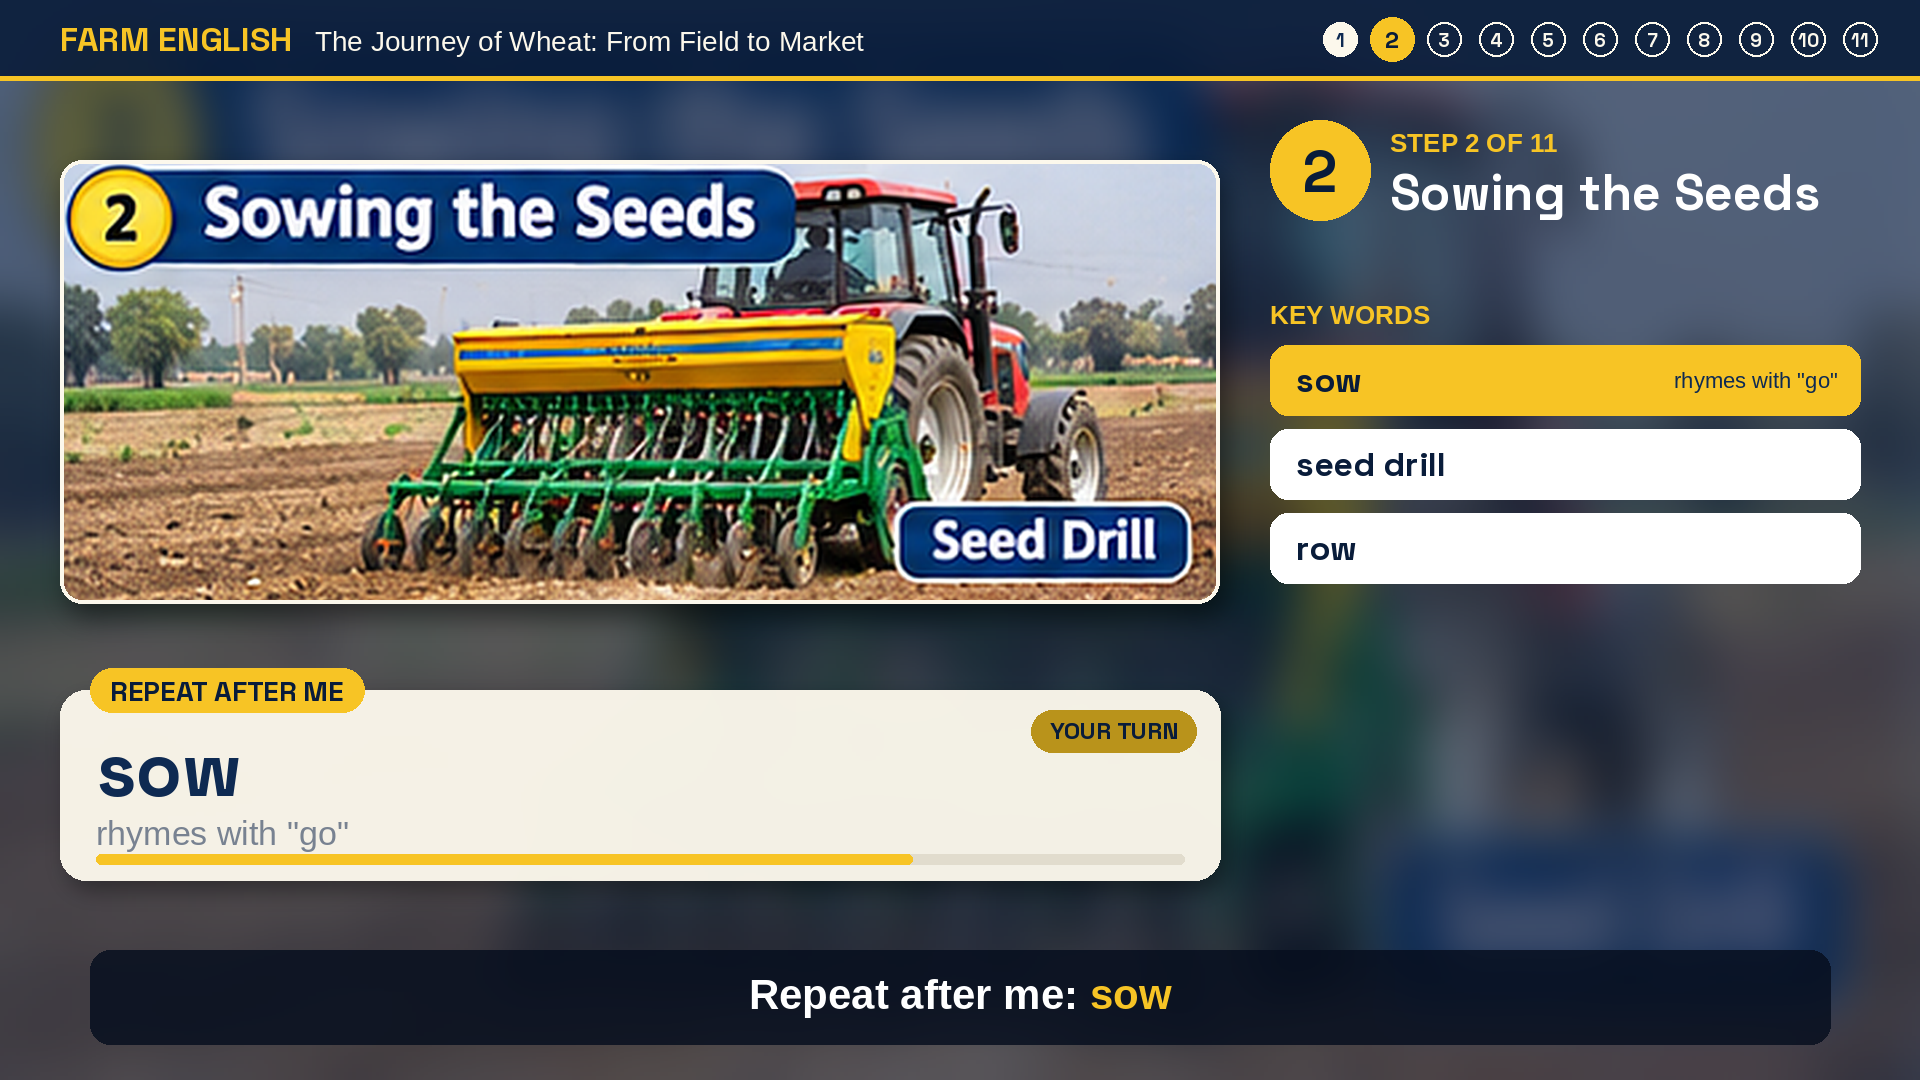 FARM ENGLISH The Journey of Wheat: From Field to Market 1 2 3 4 5 6 7 8 9 10 11
2 Sowing the Seeds
Seed Drill
2
STEP 2 OF 11
Sowing the Seeds
KEY WORDS
sow rhymes with "go"
seed drill
row
REPEAT AFTER ME
YOUR TURN
sow
rhymes with "go"
Repeat after me: sow